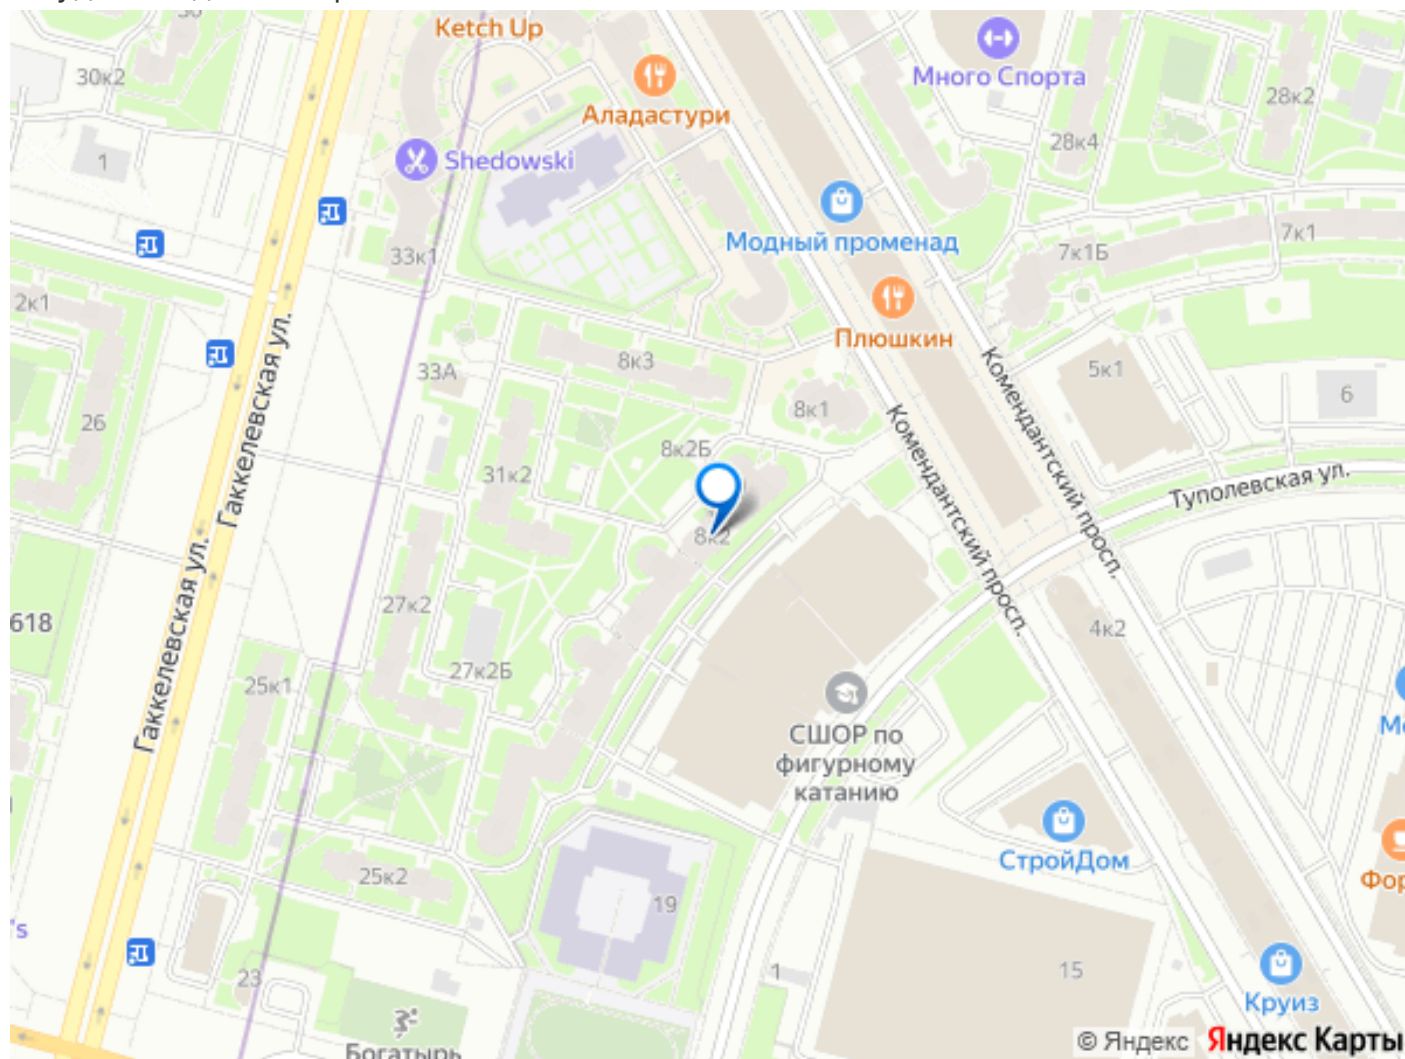 Ketch Up
30к2
Много Спорта
28к2
Аладастури
28к4
1
Shedowski
Модный променад
7к1
7к1Б
33к1
2к1
Плюшкин
Гаккелевская ул.
8к3
33А
5к1
6
Комендантский просп.
8к1
26
Комендантский просп.
8к2Б
31к2
Туполевская ул.
8к2
Гаккелевская ул.
27к2
618
4к2
27к2Б
25к1
СШОР по
фигурному
катанию
СтройДом
25к2
19
's
1
15
23
Круиз
Богатырь
© Яндекс Яндекс Карты